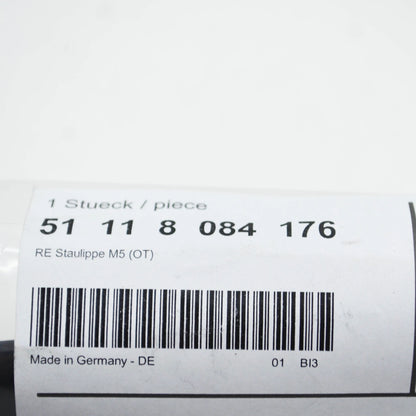 1 Stueck / piece
51 11 8 084 176
RE Staulippe M5 (OT)
Made in Germany - DE 01 BI3